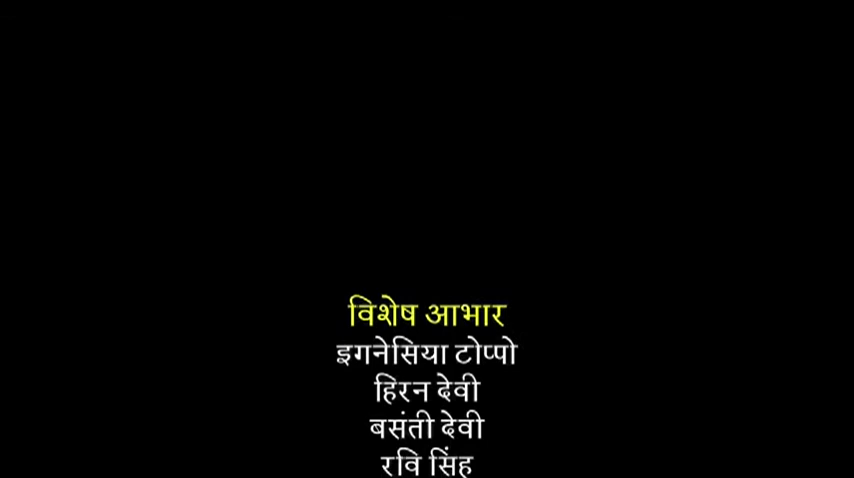 विशेष आभार
इगनेसिया टोप्पो
हिरन देवी
बसंती देवी
रवि सिंह